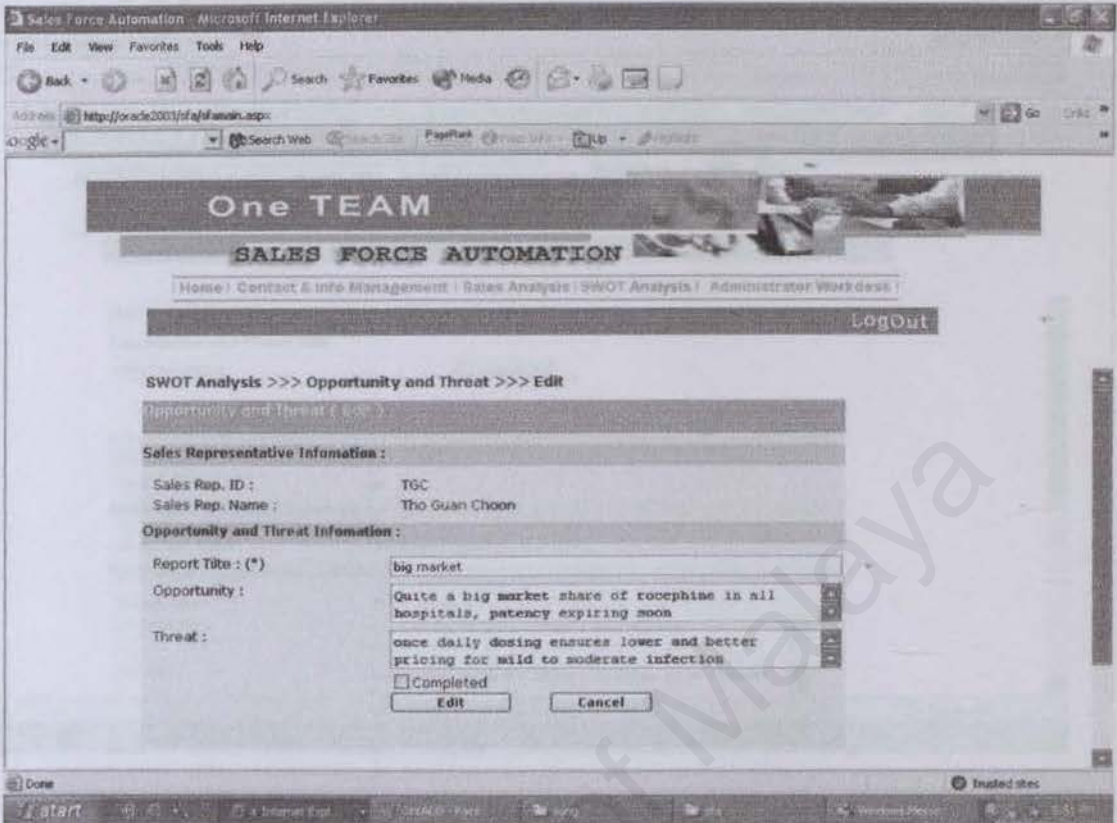 Sales Force Automation - Microsoft Internet Explorer
File Edit View Favorites Tools Help
Back Search Favorites Media
Address http://oracle2003/sfa/sfamain.aspx Go Links
Search Web PageRank Up
One TEAM
SALES FORCE AUTOMATION
Home | Contact & Info Management | Sales Analysis | SWOT Analysis | Administrator Workdesk |
LogOut
SWOT Analysis >>> Opportunity and Threat >>> Edit
Opportunity and Threat ( Edit )
Sales Representative Infomation :
Sales Rep. ID : TGC
Sales Rep. Name : Tho Guan Choon
Opportunity and Threat Infomation :
Report Tilte : (*) big market
Opportunity : Quite a big market share of rocephine in all
hospitals, patency expiring soon
Threat : once daily dosing ensures lower and better
pricing for mild to moderate infection
Completed
Edit Cancel
Done Trusted sites
start
f Malaya